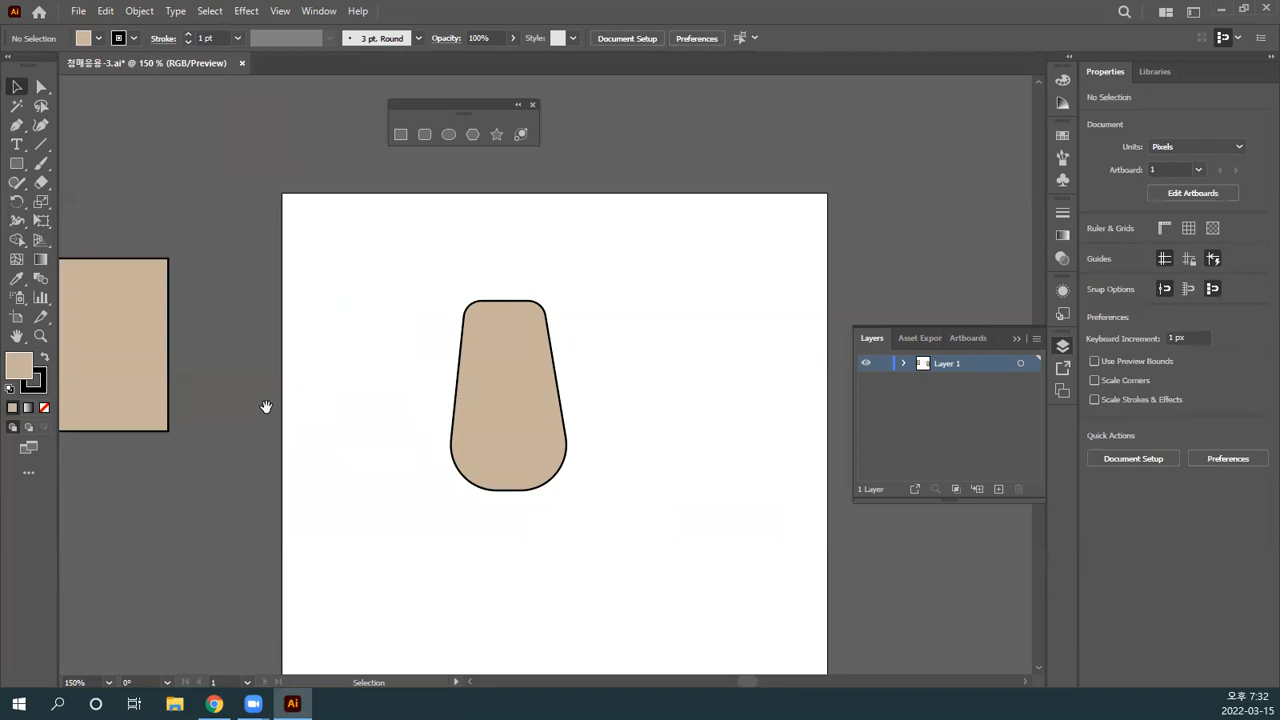 Ai File Edit Object Type Select Effect View Window Help
No Selection Stroke: 1 pt 3 pt. Round Opacity: 100% Style: Document Setup Preferences
@ 150 % (RGB/Preview) ×
Properties Libraries
No Selection
Document
Units: Pixels
Artboard: 1
Edit Artboards
Ruler & Grids
Guides
Snap Options
Preferences
Keyboard Increment: 1 px
Use Preview Bounds
Scale Corners
Scale Strokes & Effects
Quick Actions
Document Setup Preferences
Layers Asset Expor Artboards
Layer 1
1 Layer
150% 0° 1 Selection
Ai
오후 7:32
2022-03-15